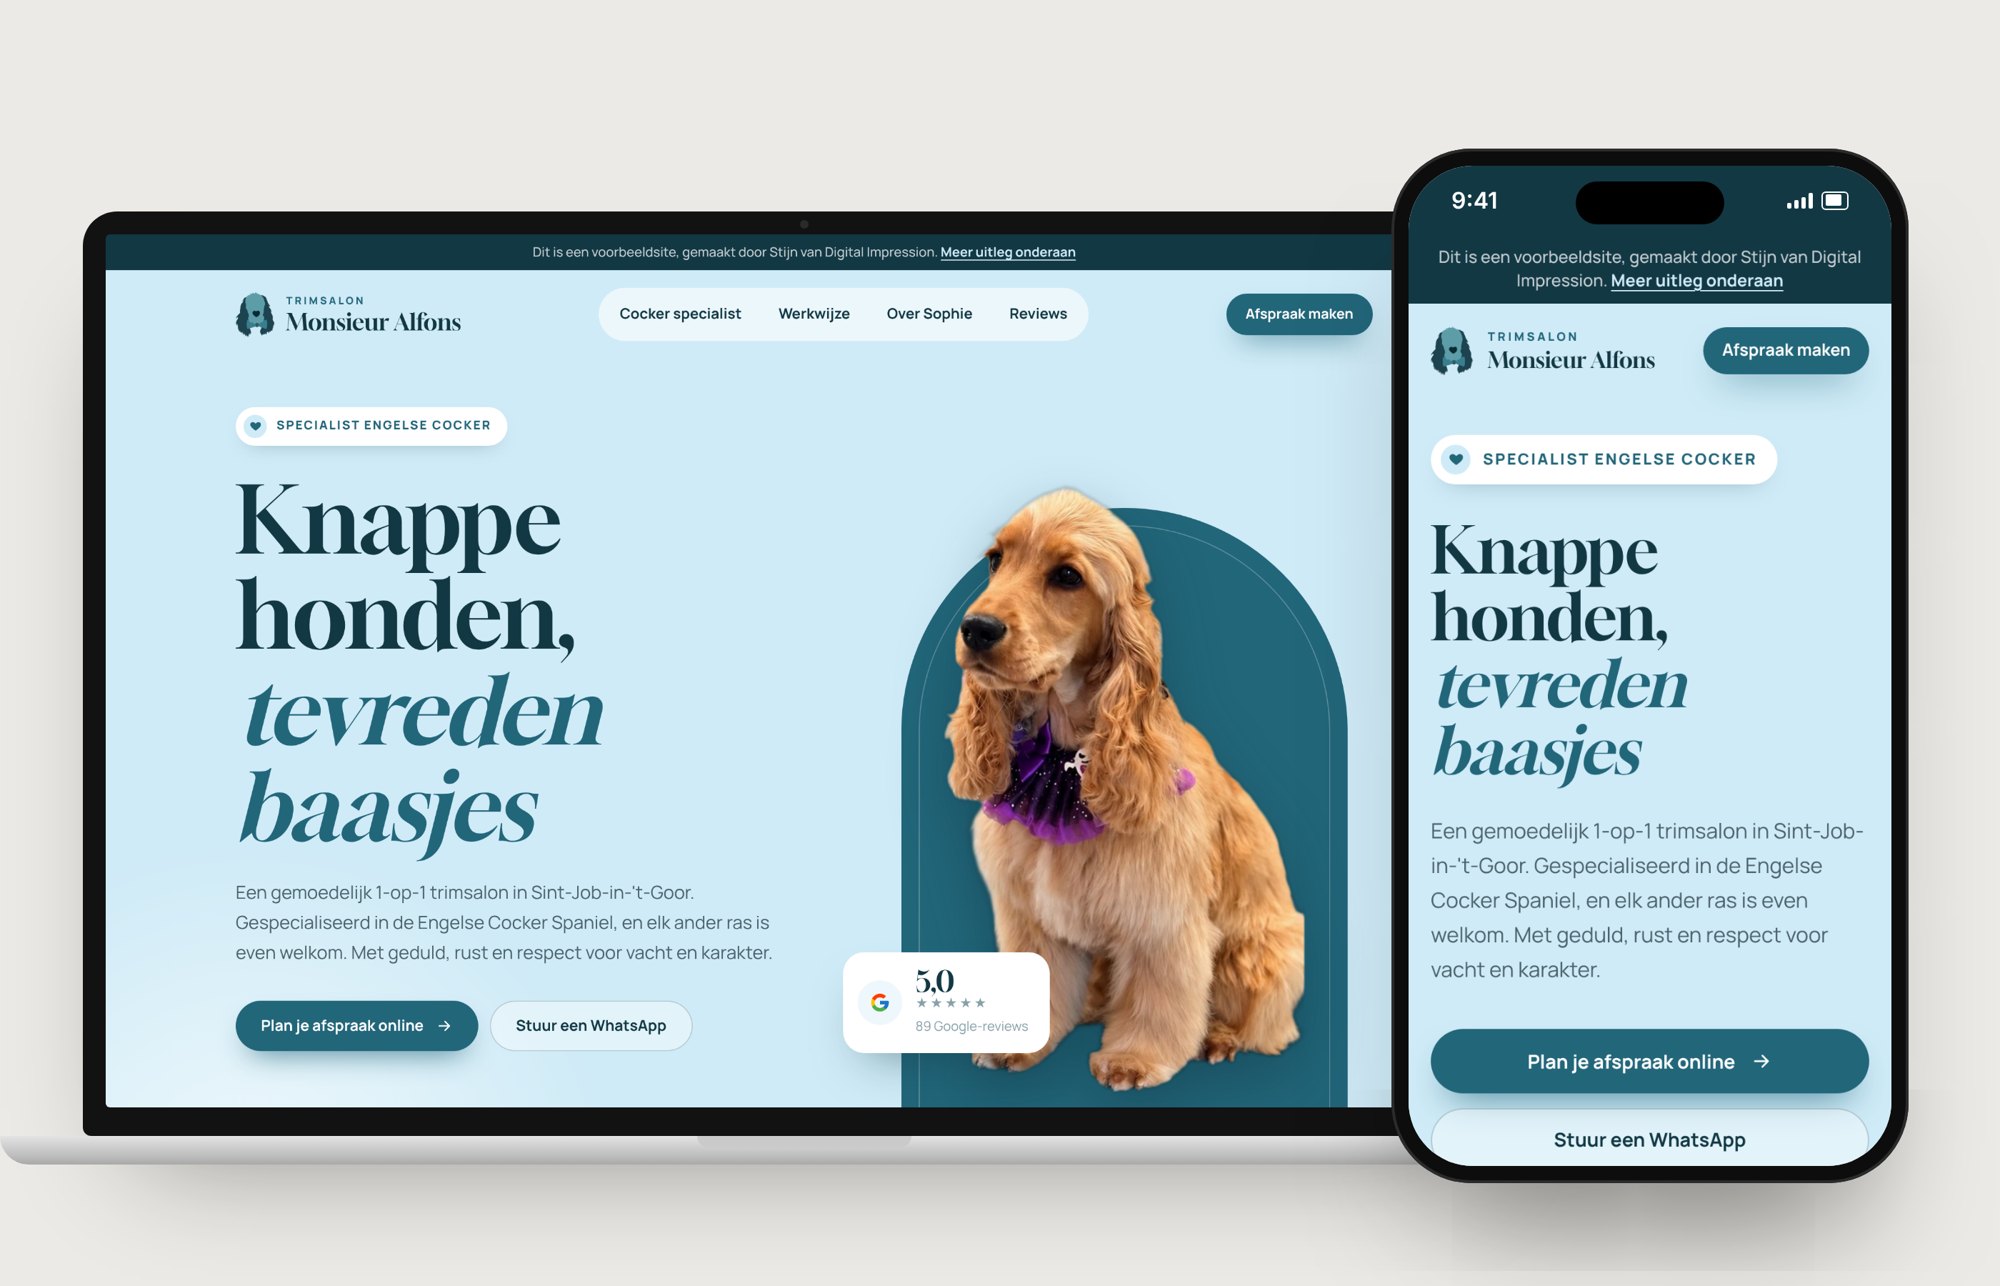 Dit is een voorbeeldsite, gemaakt door Stijn van Digital Impression. Meer uitleg onderaan
TRIMSALON
Monsieur Alfons
Cocker specialist
Werkwijze
Over Sophie
Reviews
Afspraak maken
SPECIALIST ENGELSE COCKER
Knappe
honden,
tevreden
baasjes
Een gemoedelijk 1-op-1 trimsalon in Sint-Job-in-'t-Goor.
Gespecialiseerd in de Engelse Cocker Spaniel, en elk ander ras is
even welkom. Met geduld, rust en respect voor vacht en karakter.
Plan je afspraak online →
Stuur een WhatsApp
G
5,0
★★★★★
89 Google-reviews
9:41
Dit is een voorbeeldsite, gemaakt door Stijn van Digital
Impression. Meer uitleg onderaan
TRIMSALON
Monsieur Alfons
Afspraak maken
SPECIALIST ENGELSE COCKER
Knappe
honden,
tevreden
baasjes
Een gemoedelijk 1-op-1 trimsalon in Sint-Job-
in-'t-Goor. Gespecialiseerd in de Engelse
Cocker Spaniel, en elk ander ras is even
welkom. Met geduld, rust en respect voor
vacht en karakter.
Plan je afspraak online →
Stuur een WhatsApp